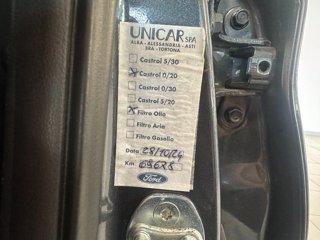 UNICAR SPA
ALBA - ALESSANDRIA - ASTI
BRA - TORTONA
Castrol 5/30
Castrol 0/20
Castrol 0/30
Castrol 5/20
Filtro Olio
Filtro Aria
Filtro Gasolio
Data 28/10/24
Km
Ford